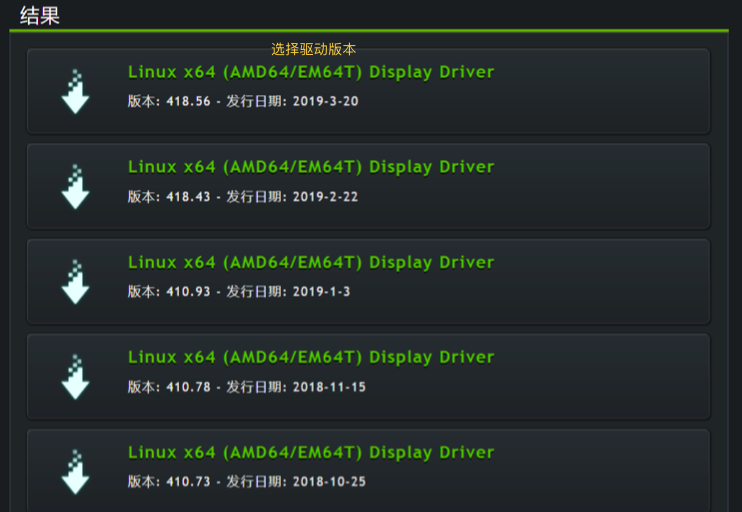 结果
选择驱动版本
Linux x64 (AMD64/EM64T) Display Driver
版本: 418.56 - 发行日期: 2019-3-20
Linux x64 (AMD64/EM64T) Display Driver
版本: 418.43 - 发行日期: 2019-2-22
Linux x64 (AMD64/EM64T) Display Driver
版本: 410.93 - 发行日期: 2019-1-3
Linux x64 (AMD64/EM64T) Display Driver
版本: 410.78 - 发行日期: 2018-11-15
Linux x64 (AMD64/EM64T) Display Driver
版本: 410.73 - 发行日期: 2018-10-25